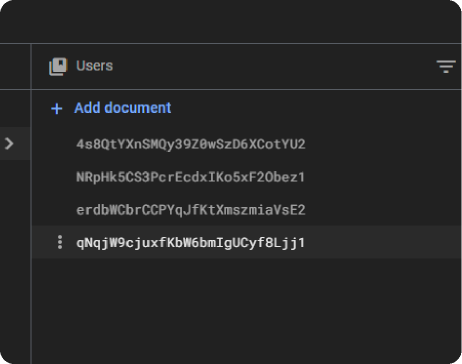 Users
+ Add document
4s8QtYXnSMQy39Z0wSzD6XCotYU2
NRpHk5CS3PcrEcdxIKo5xF2Obez1
erdbWCbrCCPYqJfKtXmszmiaVsE2
qNqjW9cjuxfKbW6bmIgUCyf8Ljj1